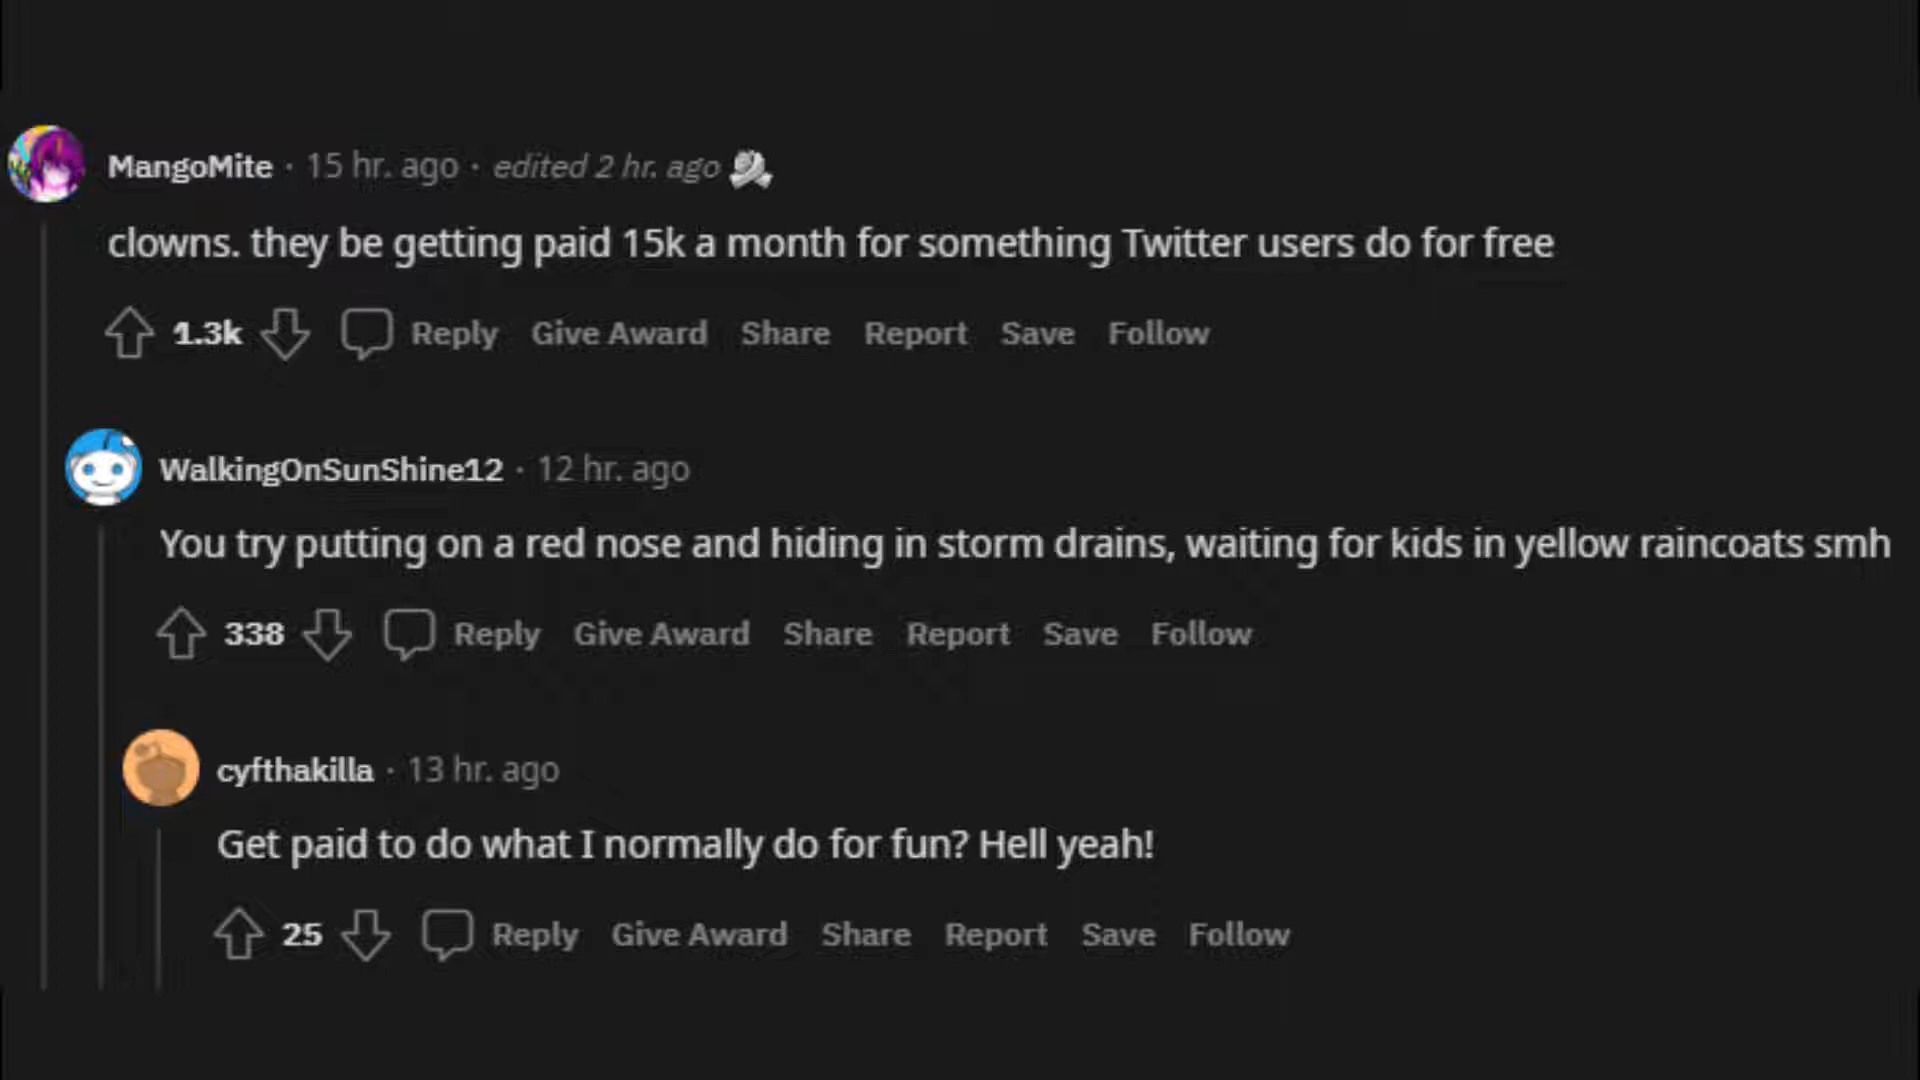 MangoMite · 15 hr. ago · edited 2 hr. ago
clowns. they be getting paid 15k a month for something Twitter users do for free
1.3k Reply Give Award Share Report Save Follow
WalkingOnSunShine12 · 12 hr. ago
You try putting on a red nose and hiding in storm drains, waiting for kids in yellow raincoats smh
338 Reply Give Award Share Report Save Follow
cyfthakilla · 13 hr. ago
Get paid to do what I normally do for fun? Hell yeah!
25 Reply Give Award Share Report Save Follow